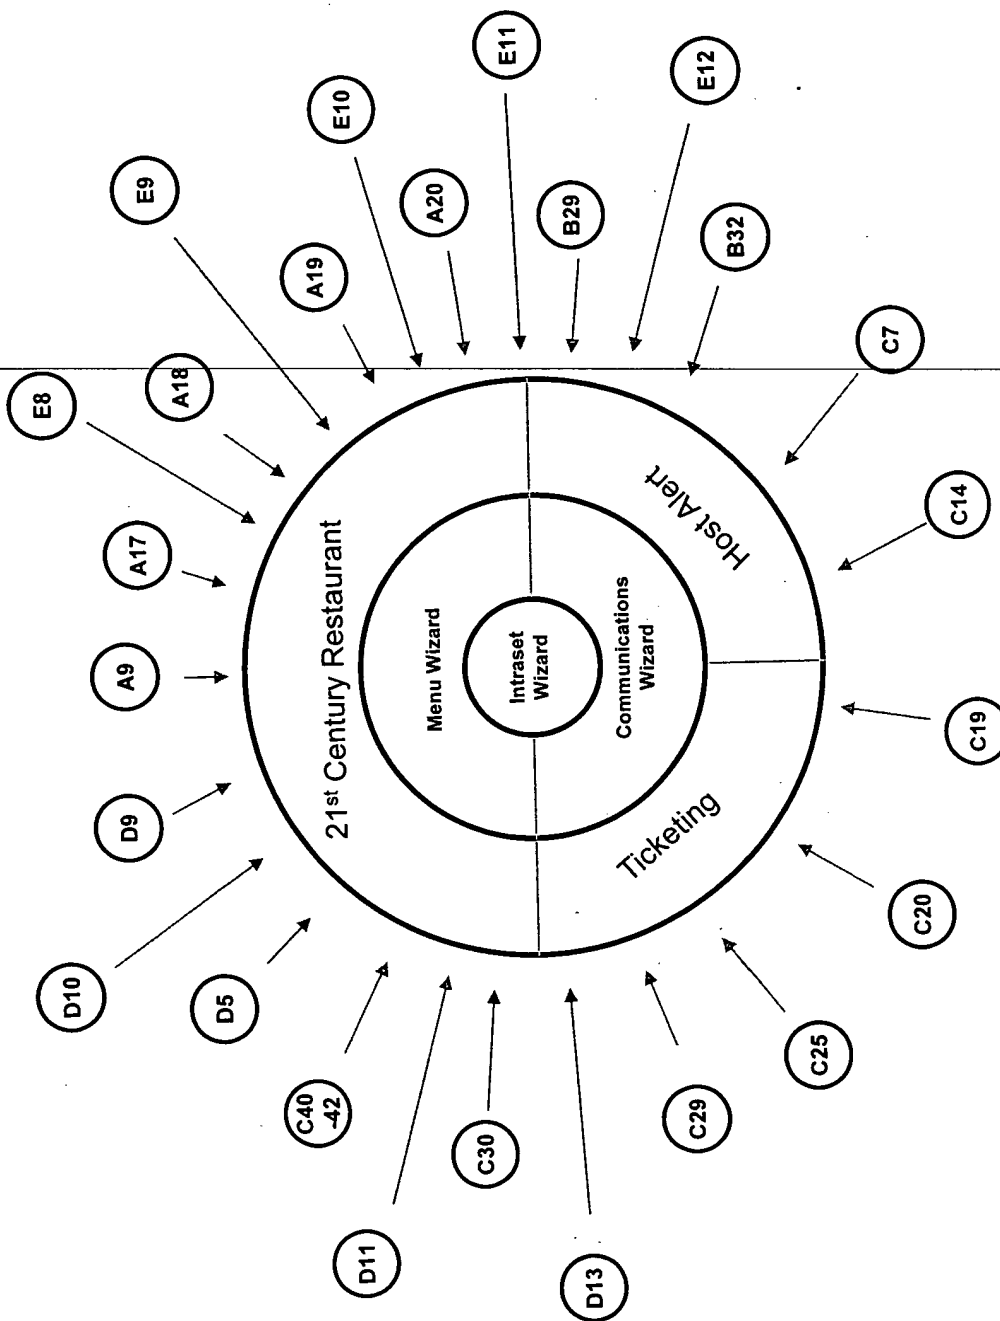 E8
D10
D9
A9
A17
E9
A18
D5
A19
C40
-42
E10
21st Century Restaurant
D11
A20
Menu Wizard
C30
E11
Intraset
Wizard
B29
D13
Communications
Wizard
Ticketing
Host Alert
C29
E12
B32
C25
C7
C20
C14
C19